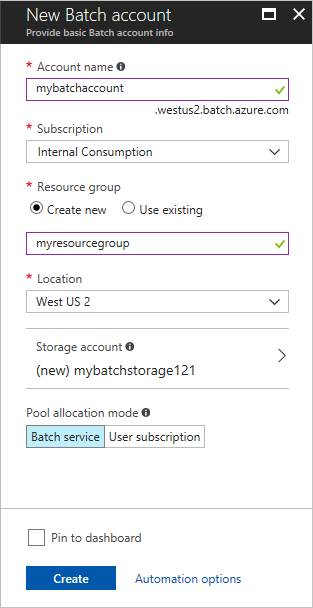 New Batch account
Provide basic Batch account info
* Account name
mybatchaccount
.westus2.batch.azure.com
* Subscription
Internal Consumption
* Resource group
Create new Use existing
myresourcegroup
* Location
West US 2
Storage account
(new) mybatchstorage121
Pool allocation mode
Batch service User subscription
Pin to dashboard
Create Automation options